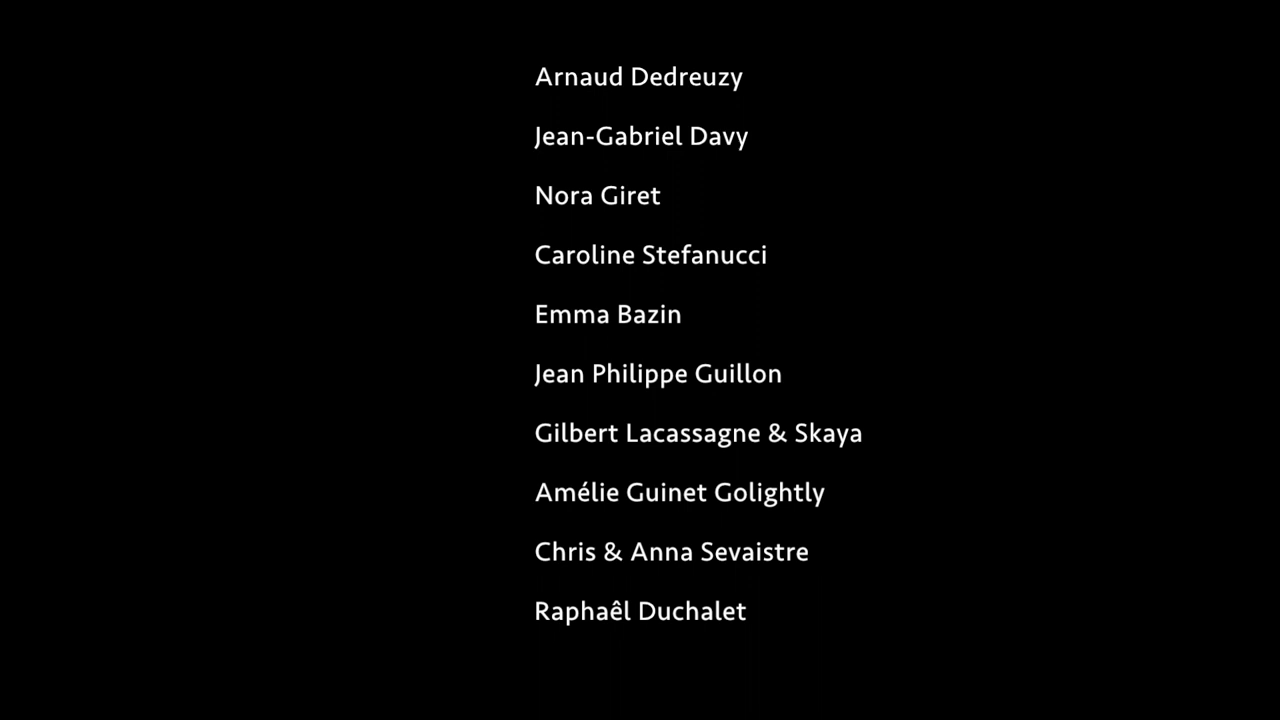 Arnaud Dedreuzy
Jean-Gabriel Davy
Nora Giret
Caroline Stefanucci
Emma Bazin
Jean Philippe Guillon
Gilbert Lacassagne & Skaya
Amélie Guinet Golightly
Chris & Anna Sevaistre
Raphaêl Duchalet